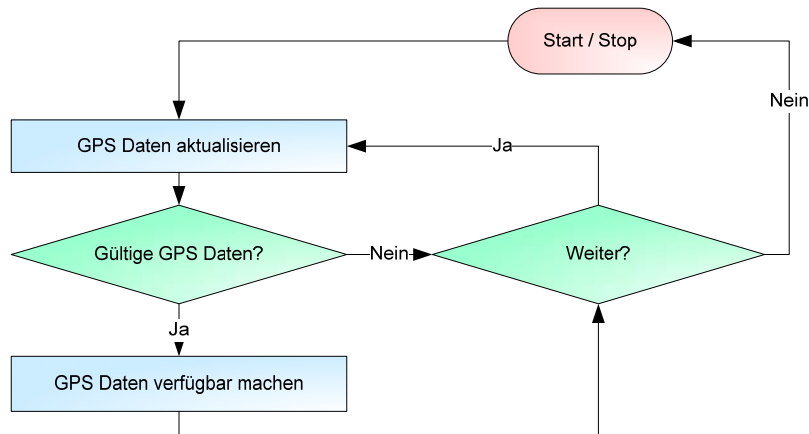 Start / Stop
Nein
GPS Daten aktualisieren
Ja
Gültige GPS Daten?
Nein
Weiter?
Ja
GPS Daten verfügbar machen